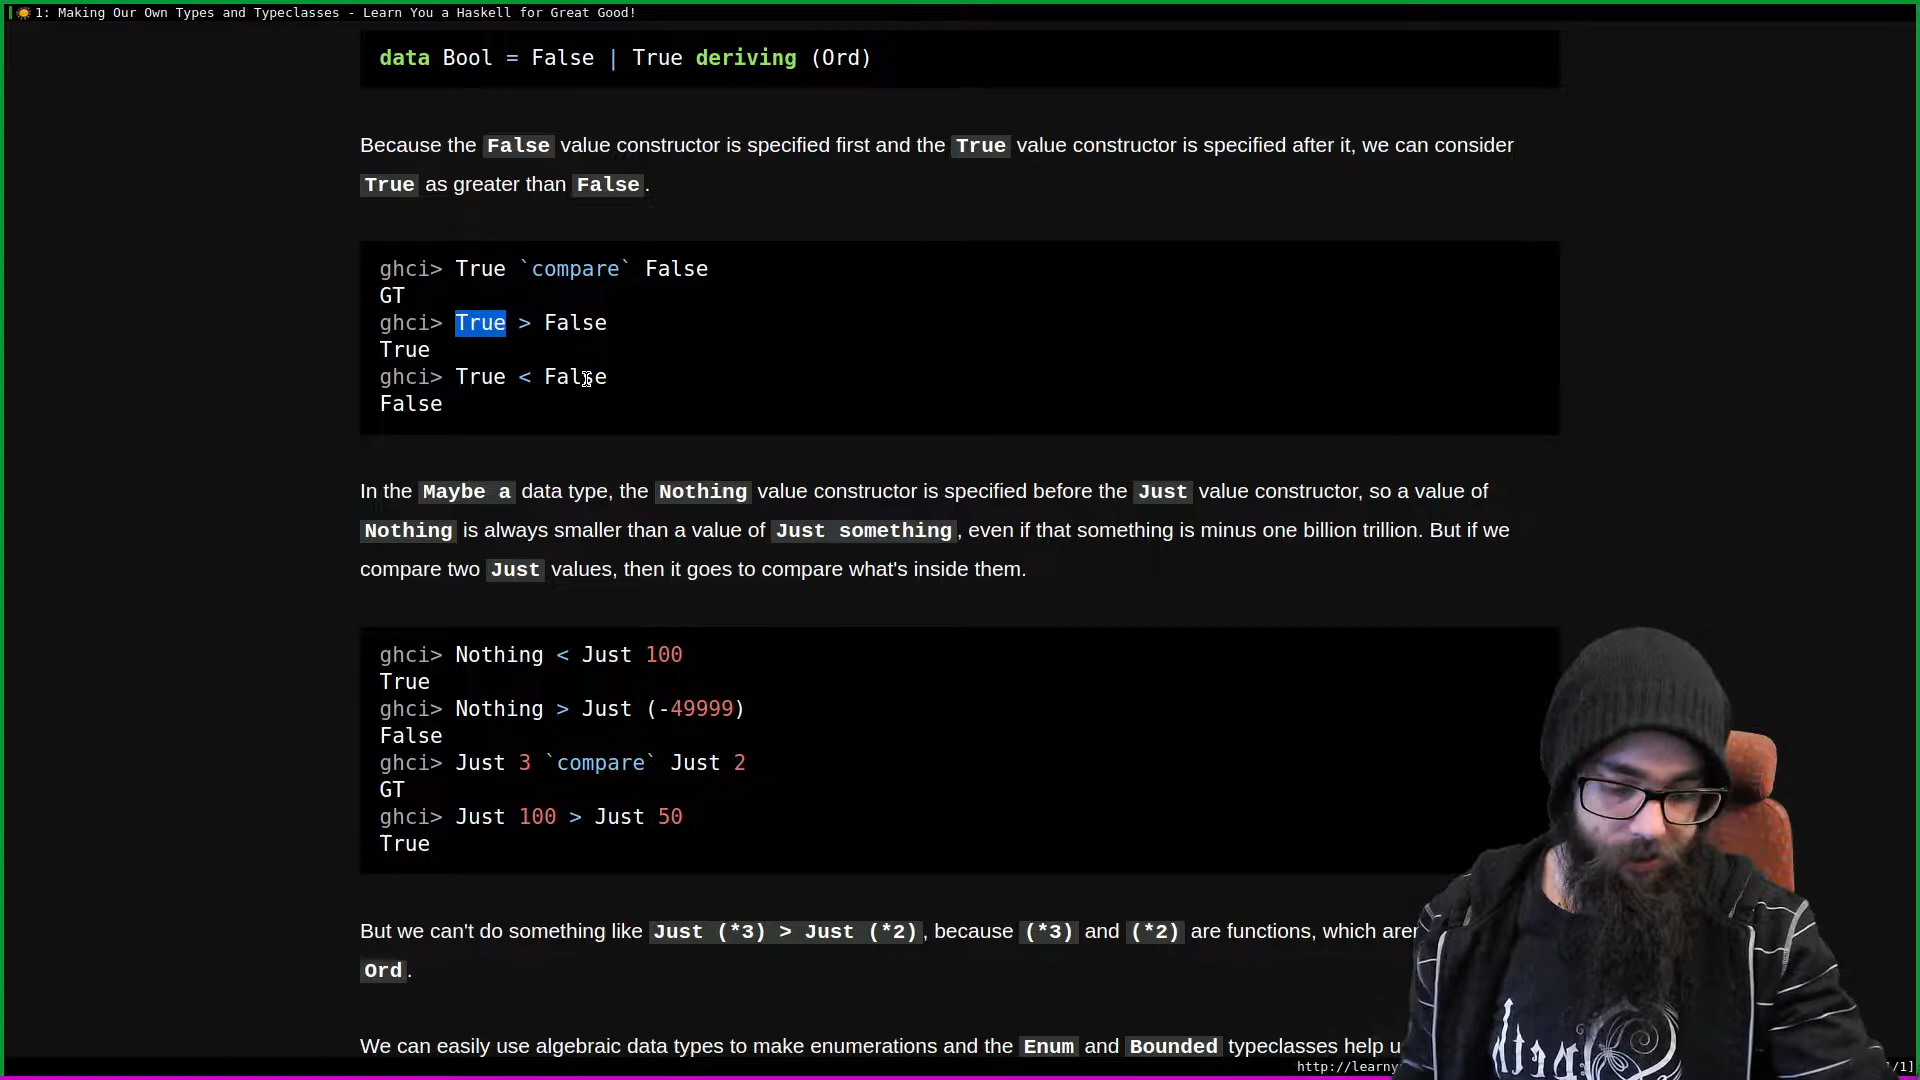 1: Making Our Own Types and Typeclasses - Learn You a Haskell for Great Good!
data Bool = False | True deriving (Ord)
Because the False value constructor is specified first and the True value constructor is specified after it, we can consider
True as greater than False.
ghci> True `compare` False
GT
ghci> True > False
True
ghci> True < False
False
In the Maybe a data type, the Nothing value constructor is specified before the Just value constructor, so a value of
Nothing is always smaller than a value of Just something, even if that something is minus one billion trillion. But if we
compare two Just values, then it goes to compare what's inside them.
ghci> Nothing < Just 100
True
ghci> Nothing > Just (-49999)
False
ghci> Just 3 `compare` Just 2
GT
ghci> Just 100 > Just 50
True
But we can't do something like Just (*3) > Just (*2), because (*3) and (*2) are functions, which
Ord.
We can easily use algebraic data types to make enumerations and the Enum and Bounded typeclasses help
http://learny
/1]